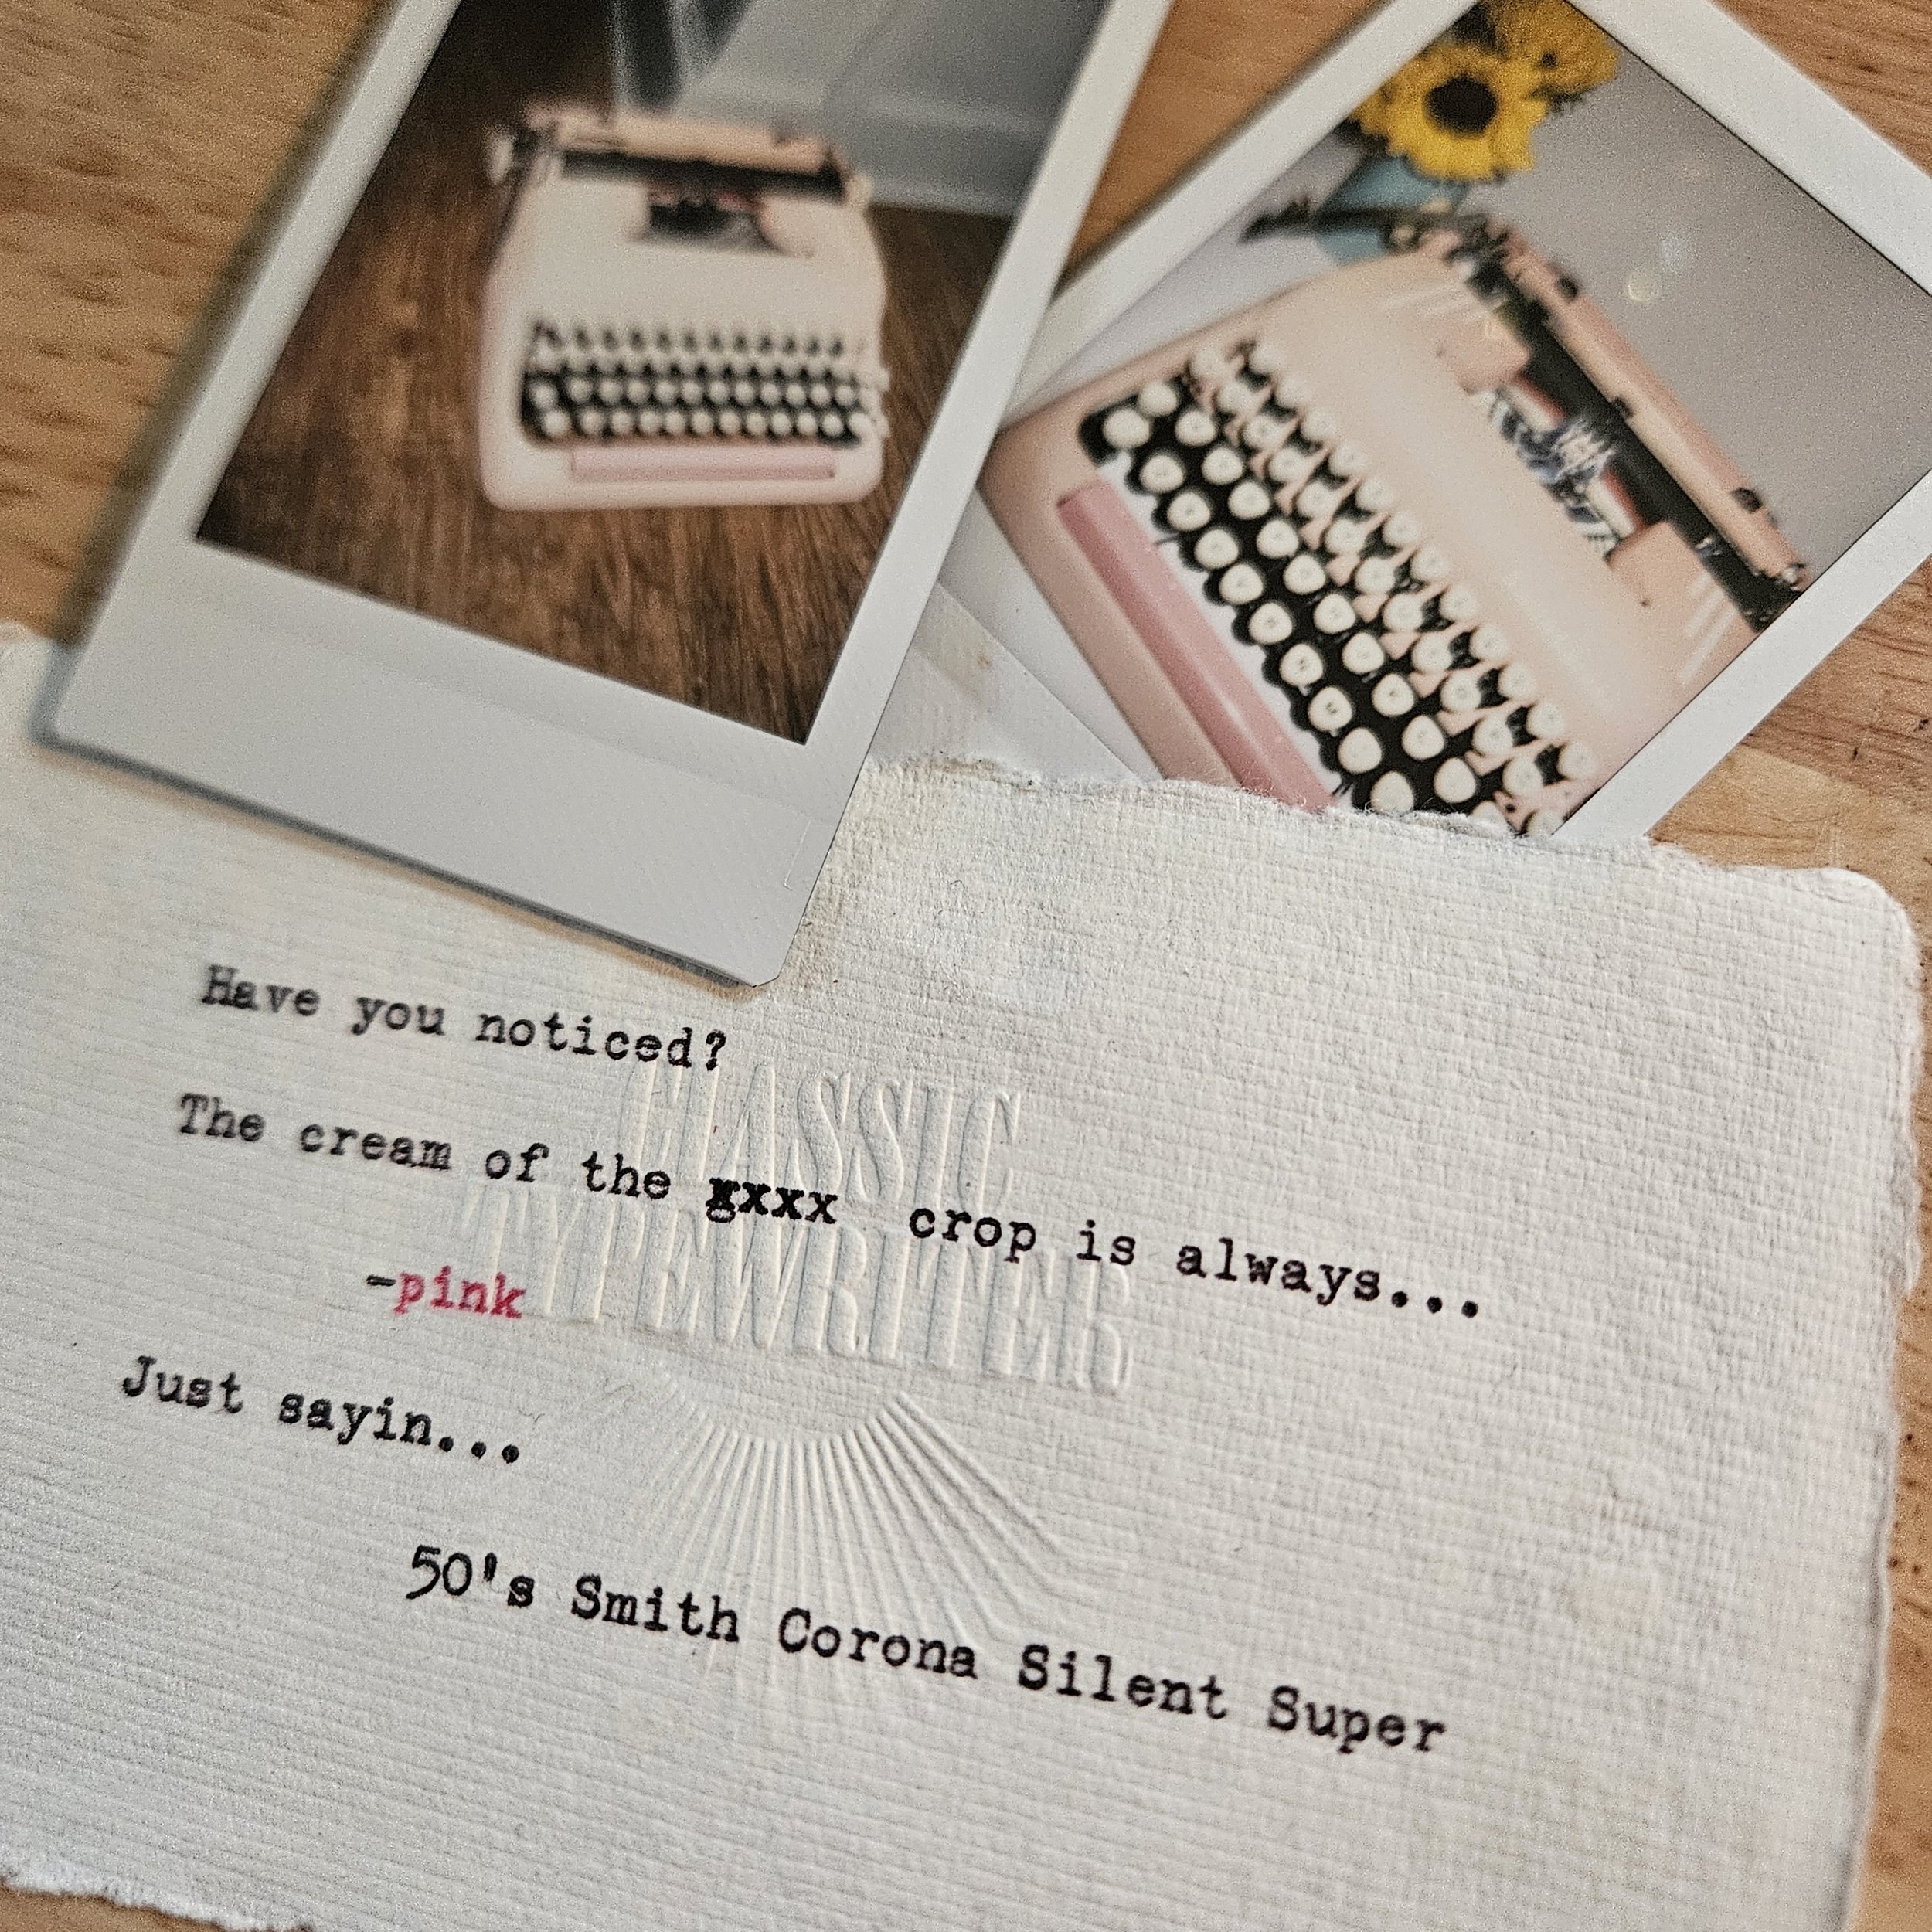 Have you noticed?
CLASSIC
The cream of the gxxx  crop is always...
TYPEWRITER
-pink
Just sayin...
50's Smith Corona Silent Super